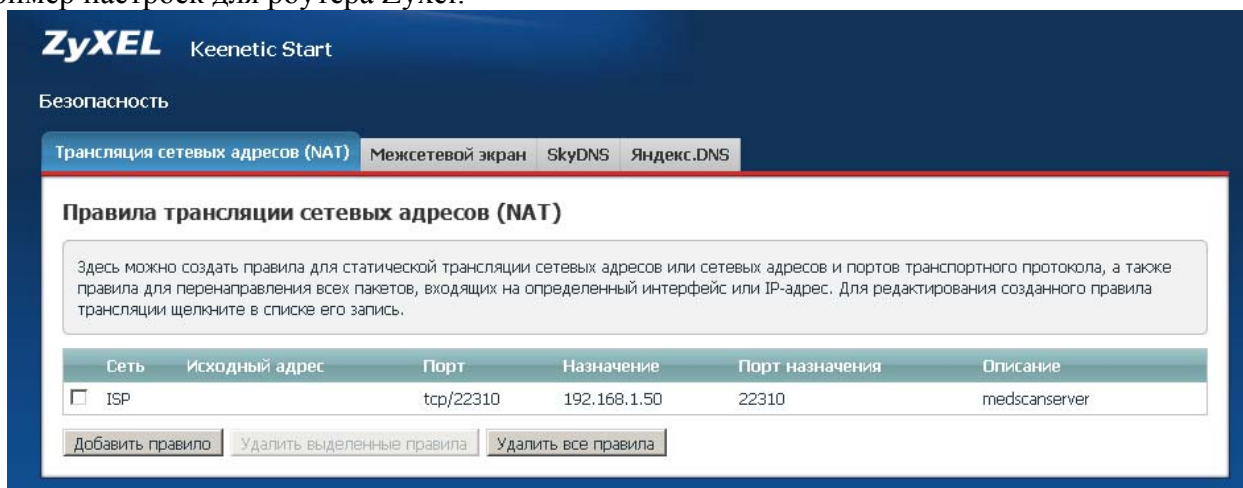 настроек для роутера Zyxel.
ZyXEL Keenetic Start
Безопасность
Трансляция сетевых адресов (NAT) Межсетевой экран SkyDNS Яндекс.DNS
Правила трансляции сетевых адресов (NAT)
Здесь можно создать правила для статической трансляции сетевых адресов или сетевых адресов и портов транспортного протокола, а также
правила для перенаправления всех пакетов, входящих на определенный интерфейс или IP-адрес. Для редактирования созданного правила
трансляции щелкните в списке его запись.
Сеть Исходный адрес Порт Назначение Порт назначения Описание
ISP tcp/22310 192.168.1.50 22310 medscanserver
Добавить правило Удалить выделенные правила Удалить все правила